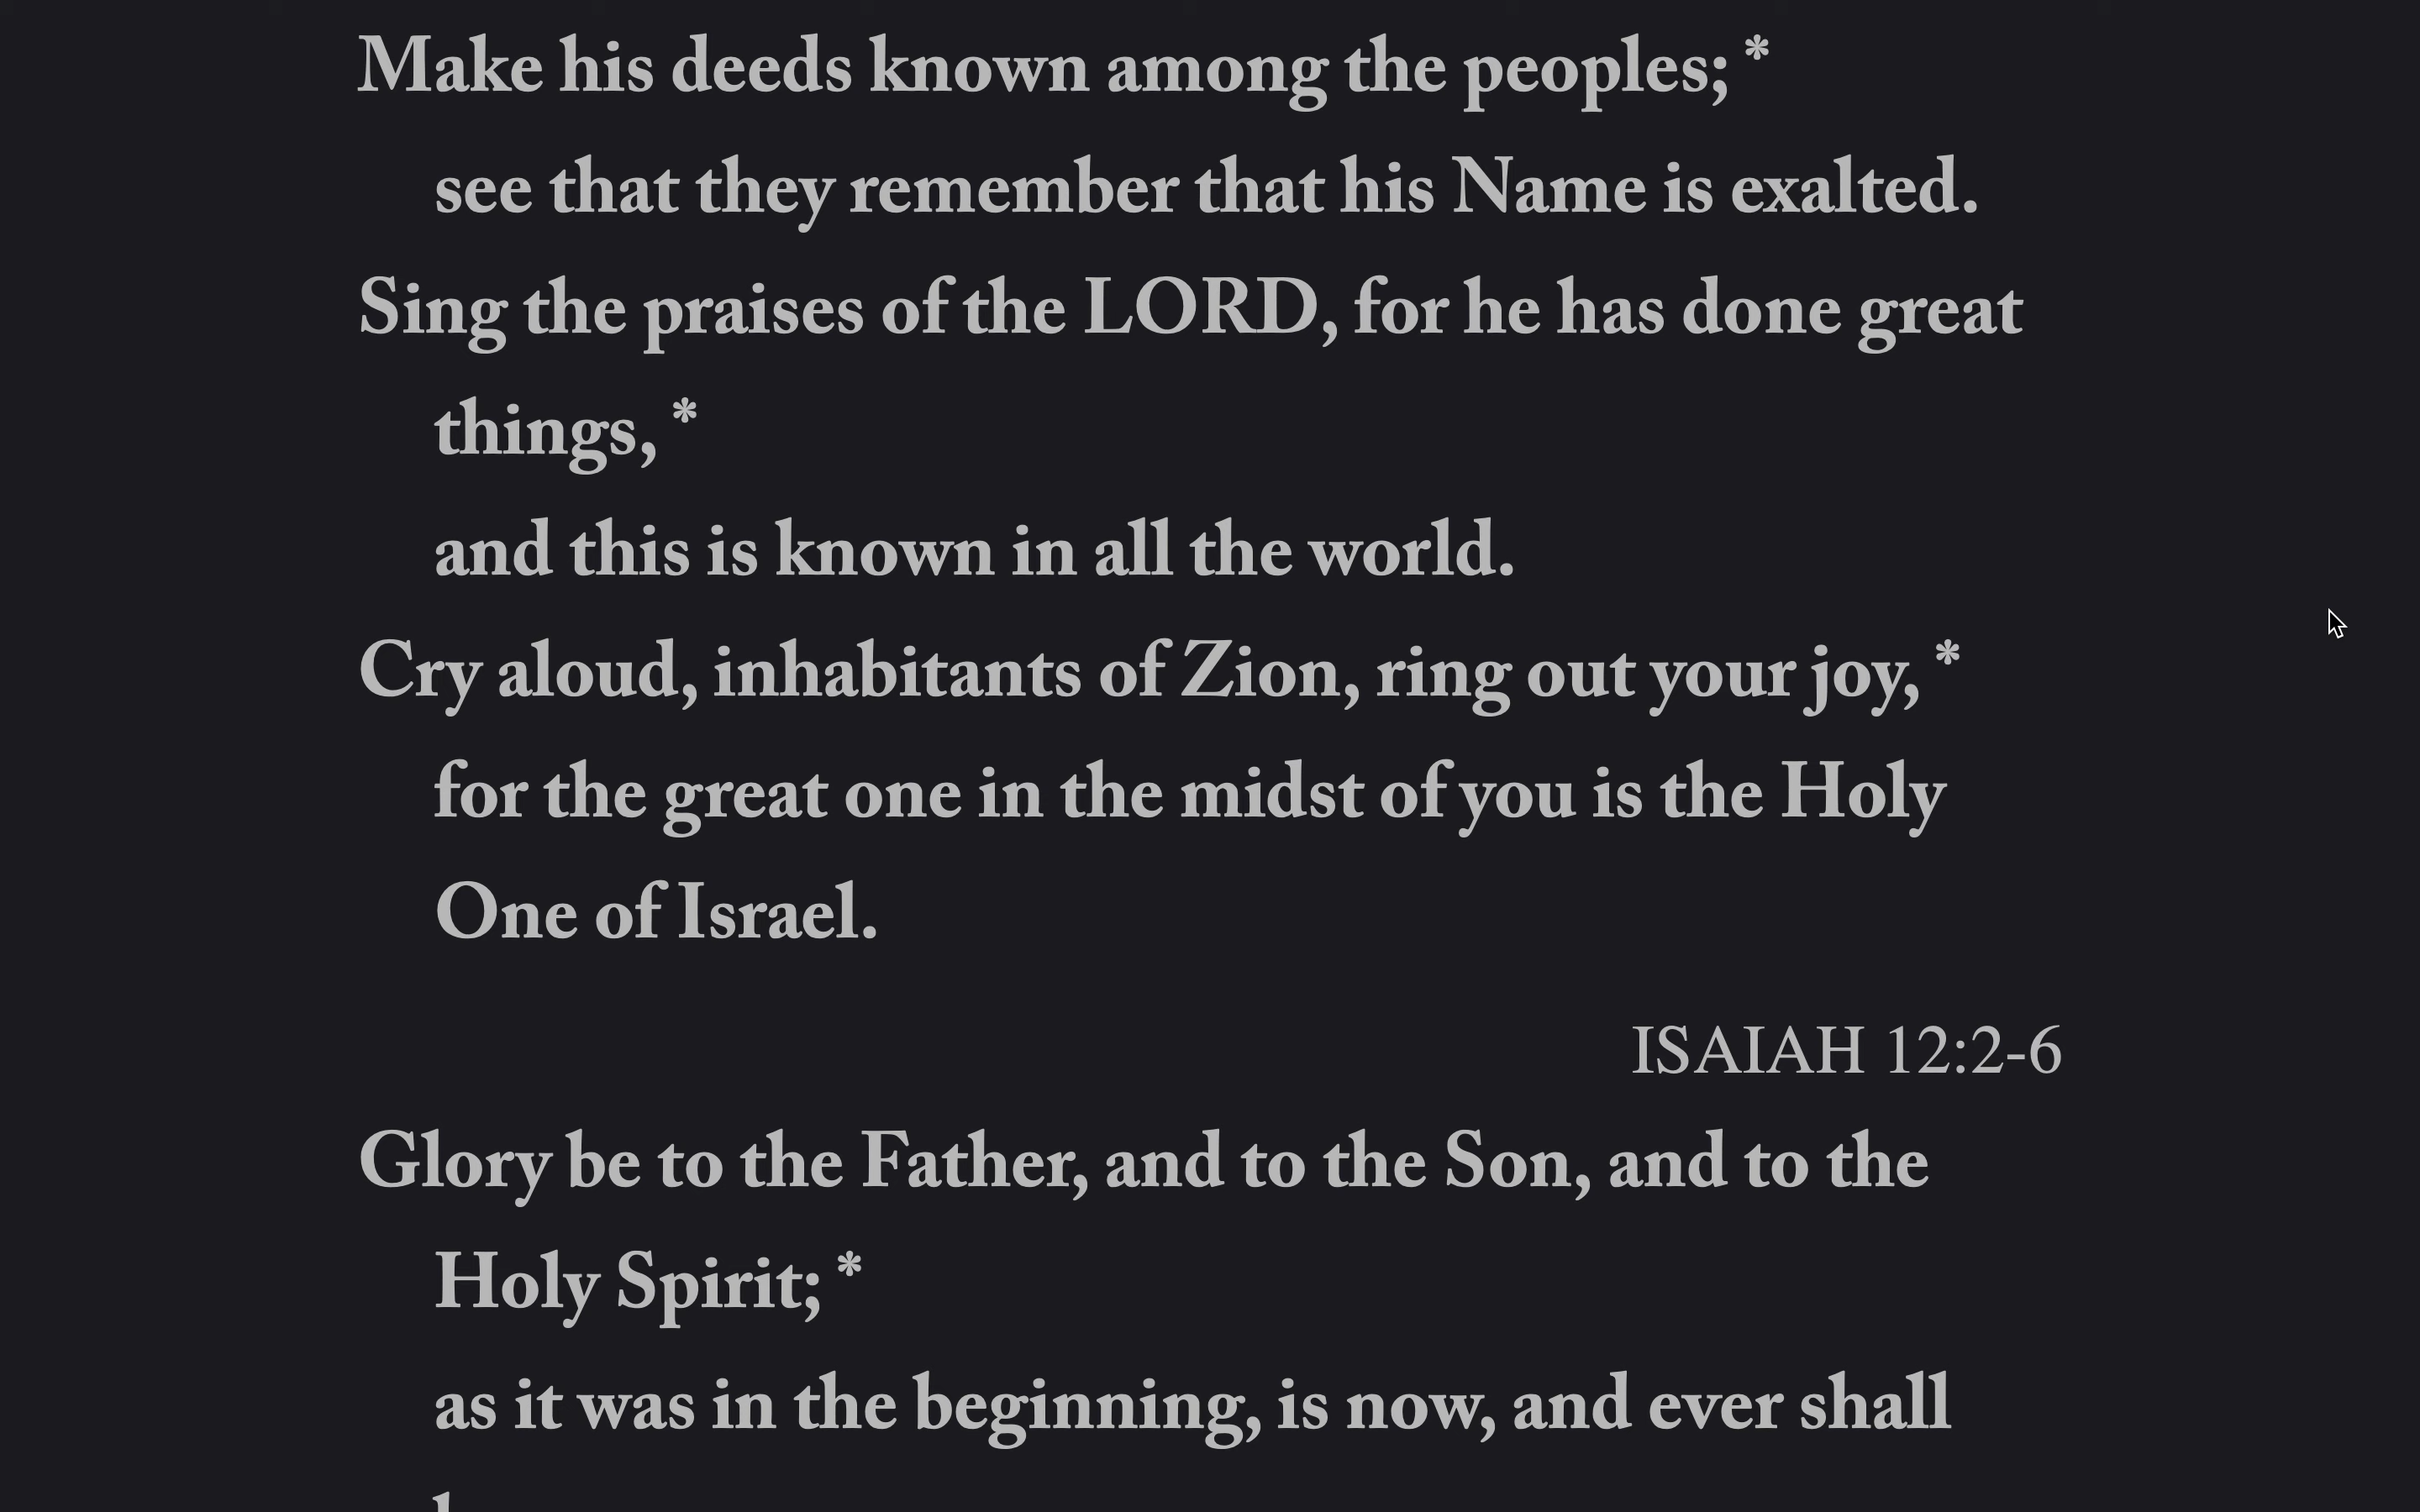 Make his deeds known among the peoples; *
see that they remember that his Name is exalted.
Sing the praises of the LORD, for he has done great
things, *
and this is known in all the world.
Cry aloud, inhabitants of Zion, ring out your joy, *
for the great one in the midst of you is the Holy
One of Israel.
ISAIAH 12:2-6
Glory be to the Father, and to the Son, and to the
Holy Spirit; *
as it was in the beginning, is now, and ever shall